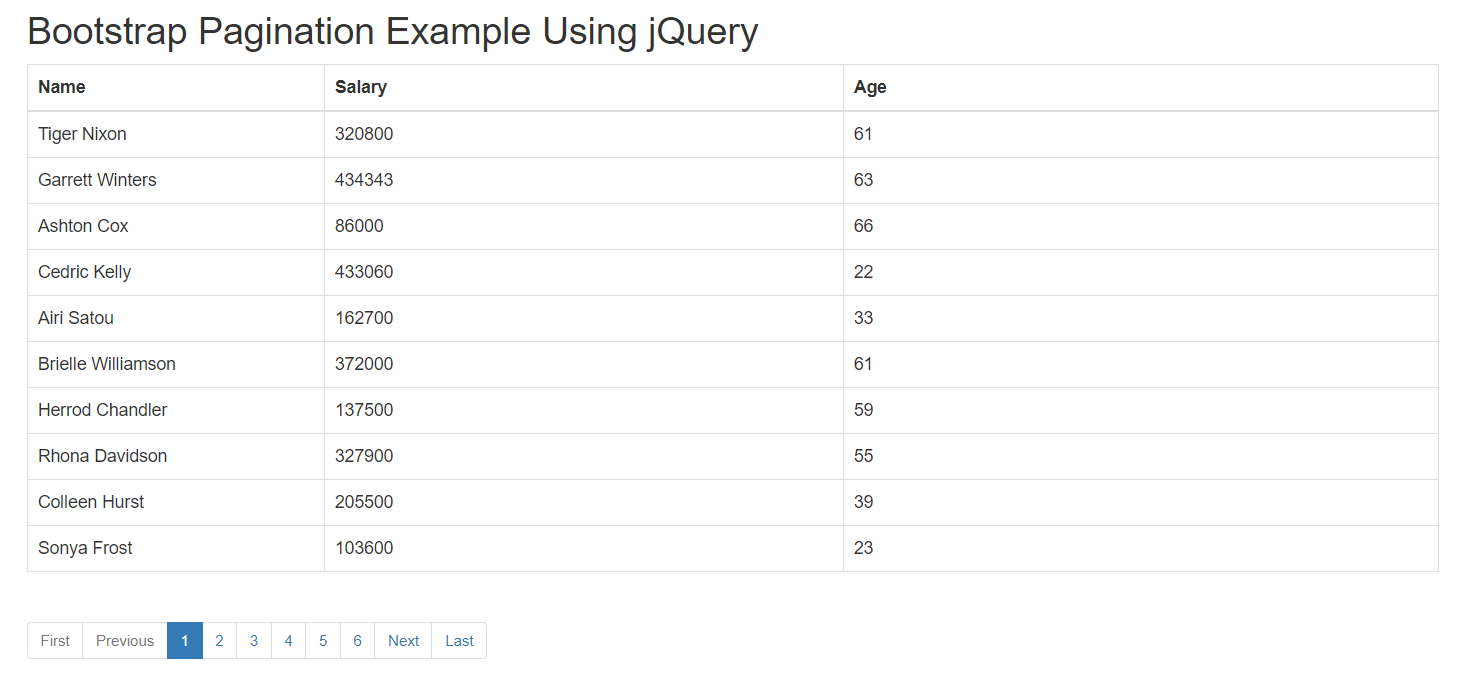 Bootstrap Pagination Example Using jQuery
Name Salary Age
Tiger Nixon 320800 61
Garrett Winters 434343 63
Ashton Cox 86000 66
Cedric Kelly 433060 22
Airi Satou 162700 33
Brielle Williamson 372000 61
Herrod Chandler 137500 59
Rhona Davidson 327900 55
Colleen Hurst 205500 39
Sonya Frost 103600 23
First Previous 1 2 3 4 5 6 Next Last